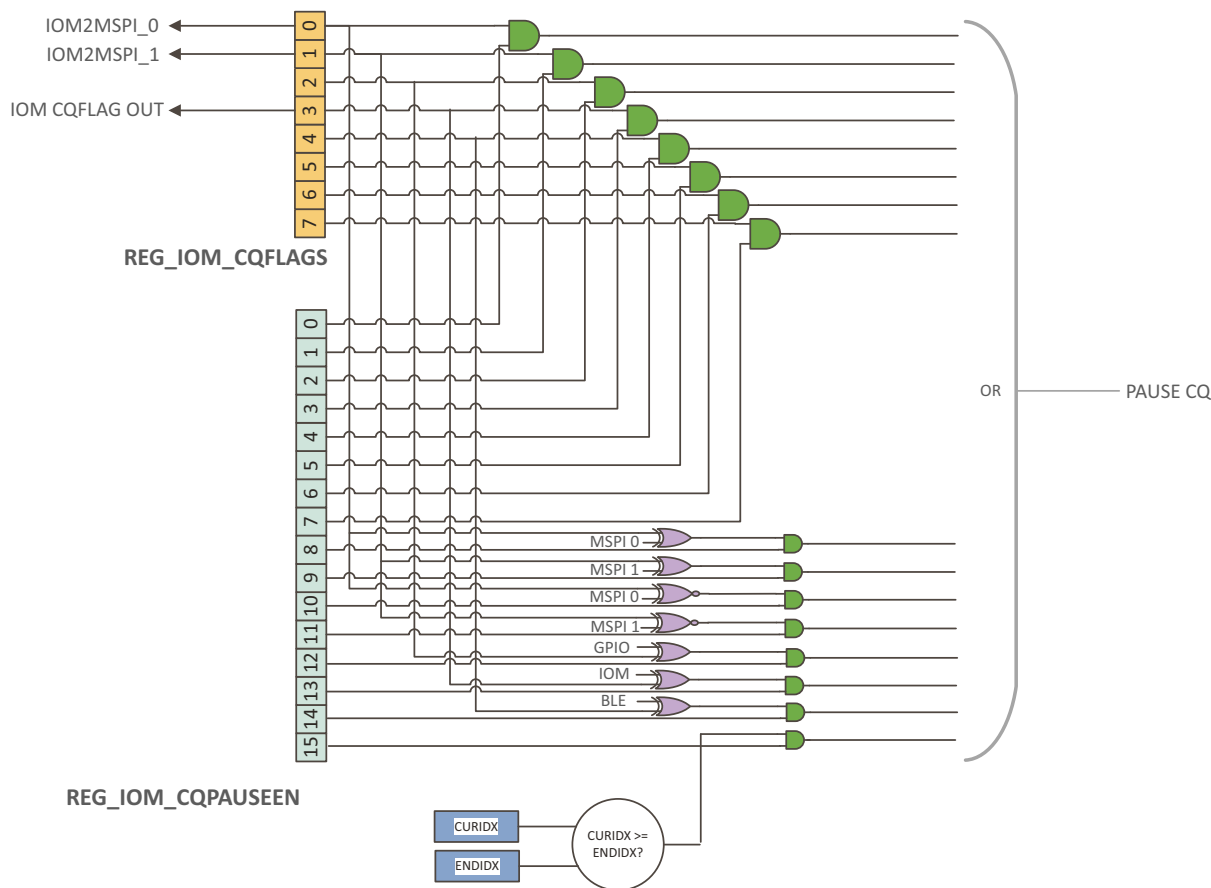 IOM2MSPI_0
IOM2MSPI_1
IOM CQFLAG OUT
0
1
2
3
4
5
6
7
REG_IOM_CQFLAGS
0
1
2
3
4
5
6
7
8
9
10
11
12
13
14
15
MSPI 0
MSPI 1
MSPI 0
MSPI 1
GPIO
IOM
BLE
OR
PAUSE CQ
REG_IOM_CQPAUSEEN
CURIDX
ENDIDX
CURIDX >=
ENDIDX?